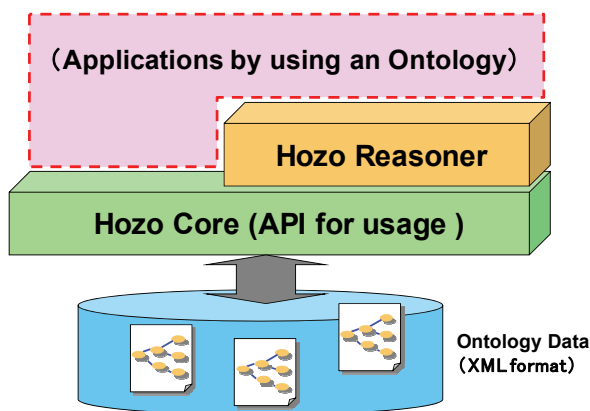 （Applications by using an Ontology）
Hozo Reasoner
Hozo Core (API for usage )
Ontology Data
（XML format）